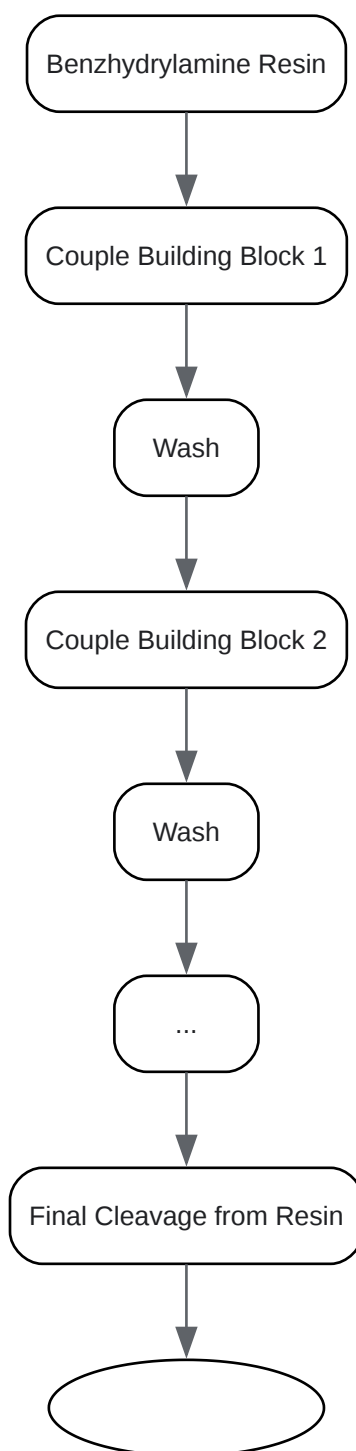 Benzhydrylamine Resin
Couple Building Block 1
Wash
Couple Building Block 2
Wash
...
Final Cleavage from Resin